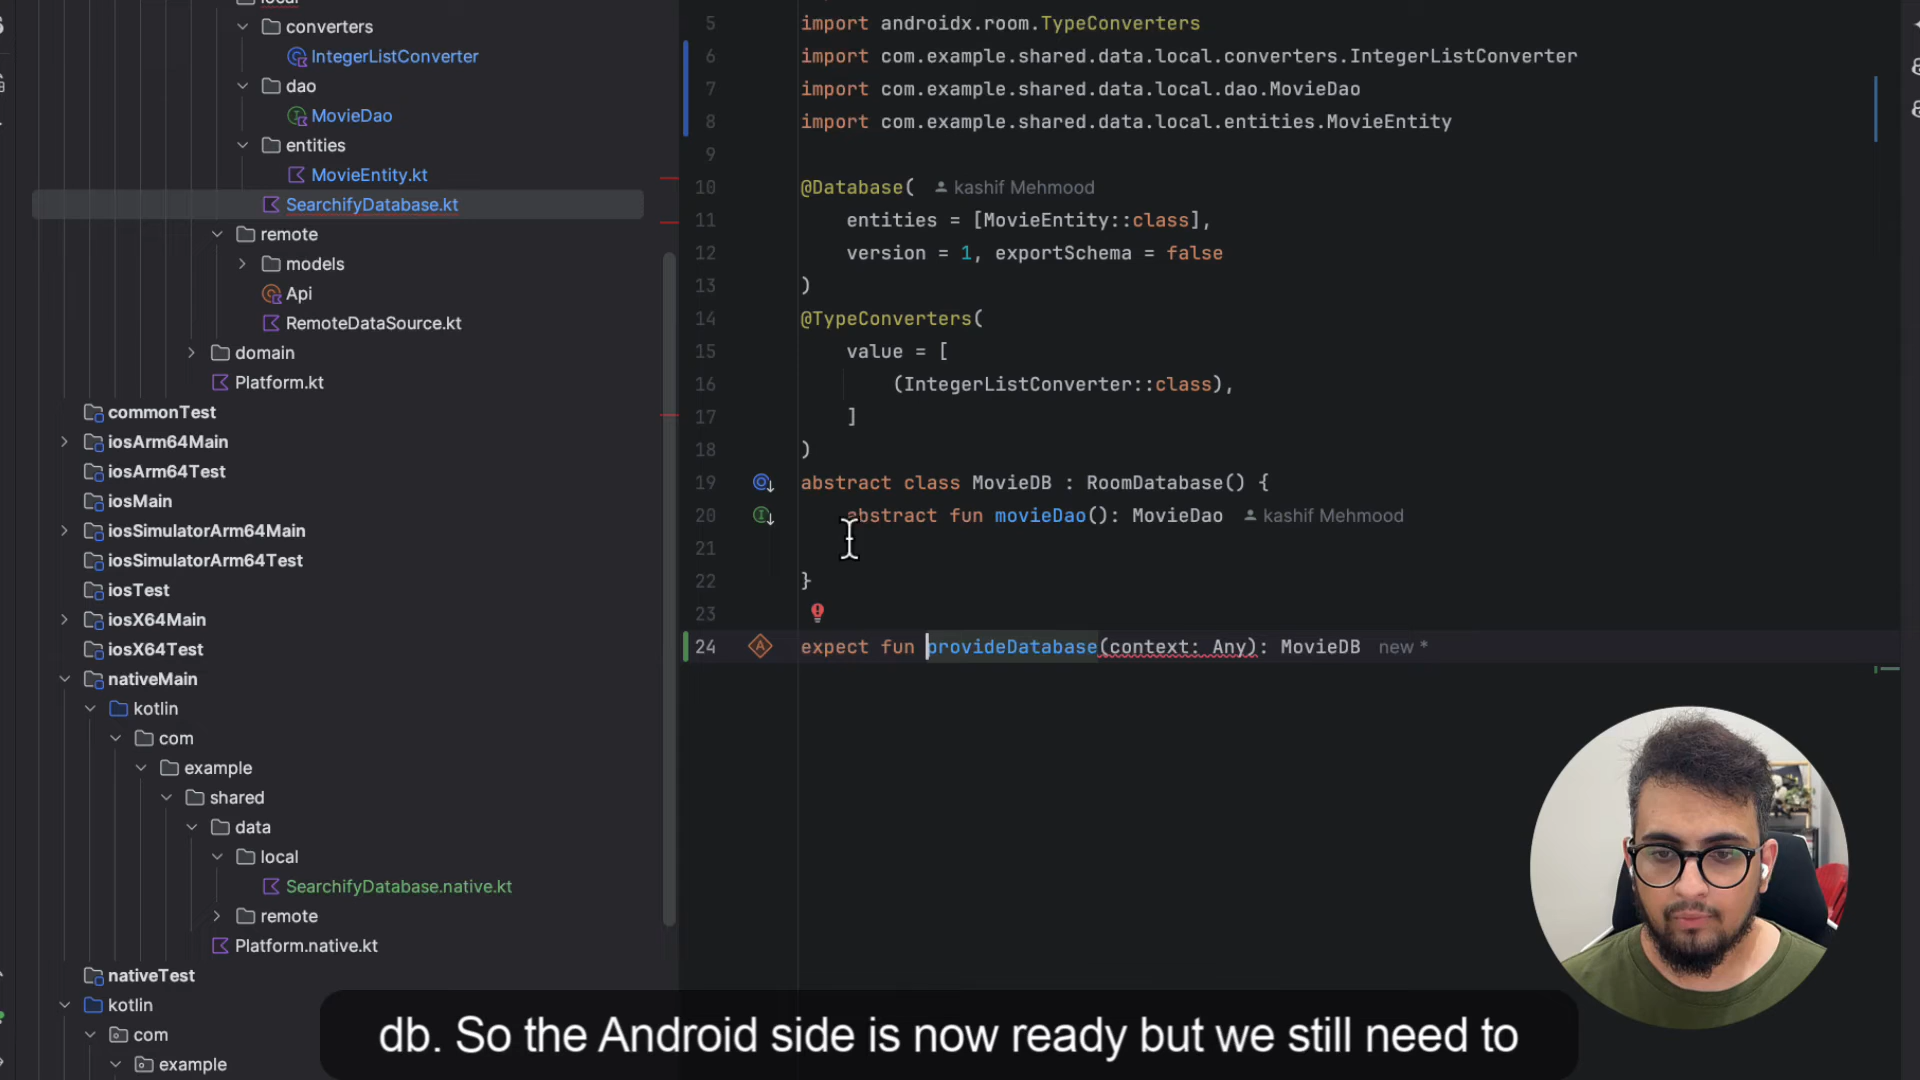 converters
IntegerListConverter
dao
MovieDao
entities
MovieEntity.kt
SearchifyDatabase.kt
remote
models
Api
RemoteDataSource.kt
domain
Platform.kt
commonTest
iosArm64Main
iosArm64Test
iosMain
iosSimulatorArm64Main
iosSimulatorArm64Test
iosTest
iosX64Main
iosX64Test
nativeMain
kotlin
com
example
shared
data
local
SearchifyDatabase.native.kt
remote
Platform.native.kt
nativeTest
kotlin
com
example
5 import androidx.room.TypeConverters
6 import com.example.shared.data.local.converters.IntegerListConverter
7 import com.example.shared.data.local.dao.MovieDao
8 import com.example.shared.data.local.entities.MovieEntity
9
10 @Database( kashif Mehmood
11 entities = [MovieEntity::class],
12 version = 1, exportSchema = false
13 )
14 @TypeConverters(
15 value = [
16 (IntegerListConverter::class),
17 ]
18 )
19 abstract class MovieDB : RoomDatabase() {
20 abstract fun movieDao(): MovieDao kashif Mehmood
21
22 }
23
24 expect fun provideDatabase(context: Any): MovieDB new *
db. So the Android side is now ready but we still need to